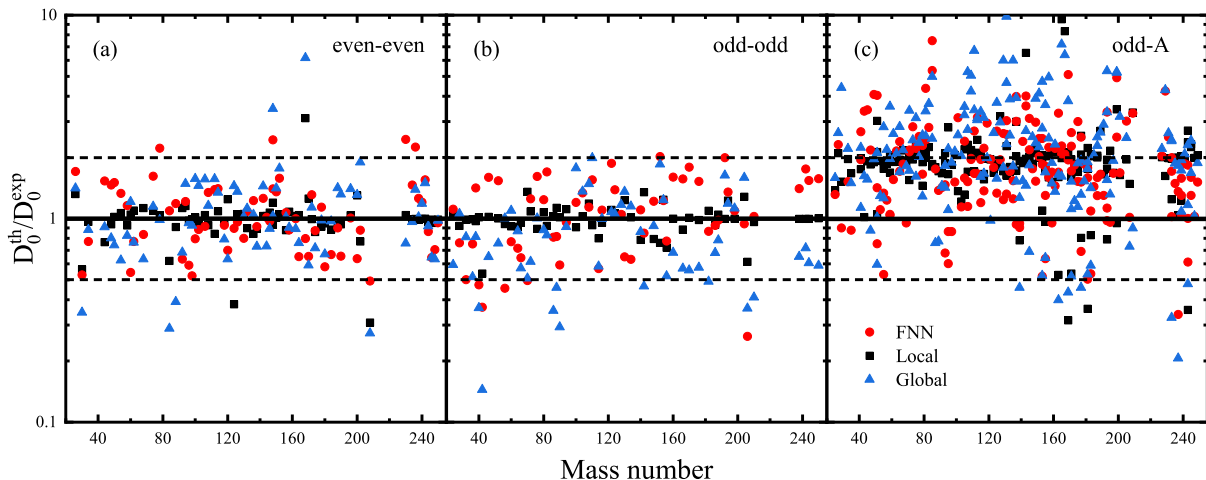 10
(a)
even-even
(b)
odd-odd
(c)
odd-A
D₀ᵗʰ/D₀ᵉˣᵖ
1
FNN
Local
Global
0.1
40 80 120 160 200 240 40 80 120 160 200 240 40 80 120 160 200 240
Mass number